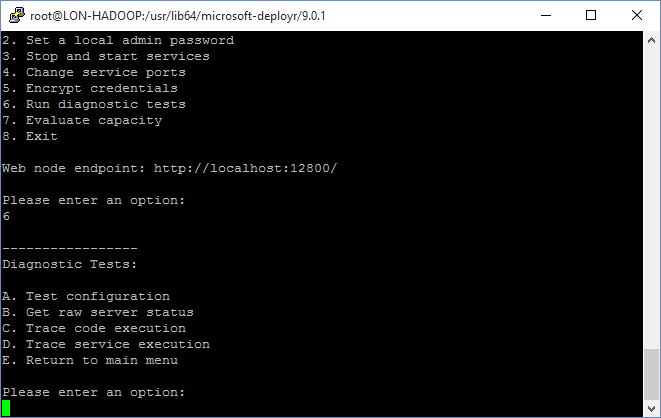 root@LON-HADOOP:/usr/lib64/microsoft-deployr/9.0.1
2. Set a local admin password
3. Stop and start services
4. Change service ports
5. Encrypt credentials
6. Run diagnostic tests
7. Evaluate capacity
8. Exit
Web node endpoint: http://localhost:12800/
Please enter an option:
6
-----------------
Diagnostic Tests:
A. Test configuration
B. Get raw server status
C. Trace code execution
D. Trace service execution
E. Return to main menu
Please enter an option: